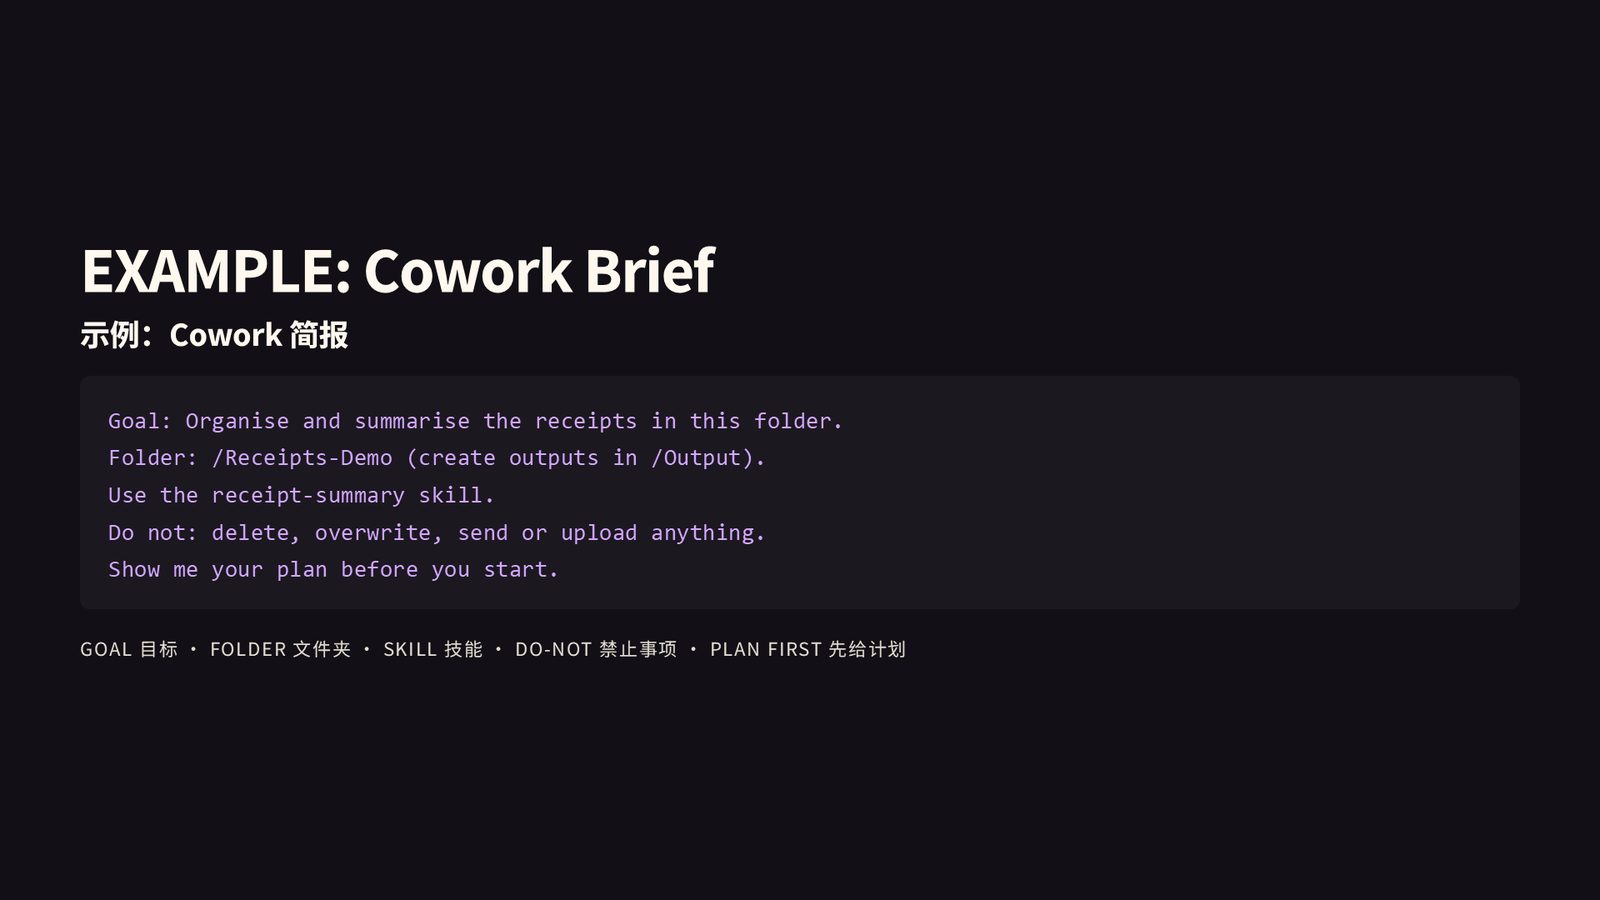 EXAMPLE: Cowork Brief
示例：Cowork 简报
Goal: Organise and summarise the receipts in this folder.
Folder: /Receipts-Demo (create outputs in /Output).
Use the receipt-summary skill.
Do not: delete, overwrite, send or upload anything.
Show me your plan before you start.
GOAL 目标 • FOLDER 文件夹 • SKILL 技能 • DO-NOT 禁止事项 • PLAN FIRST 先给计划